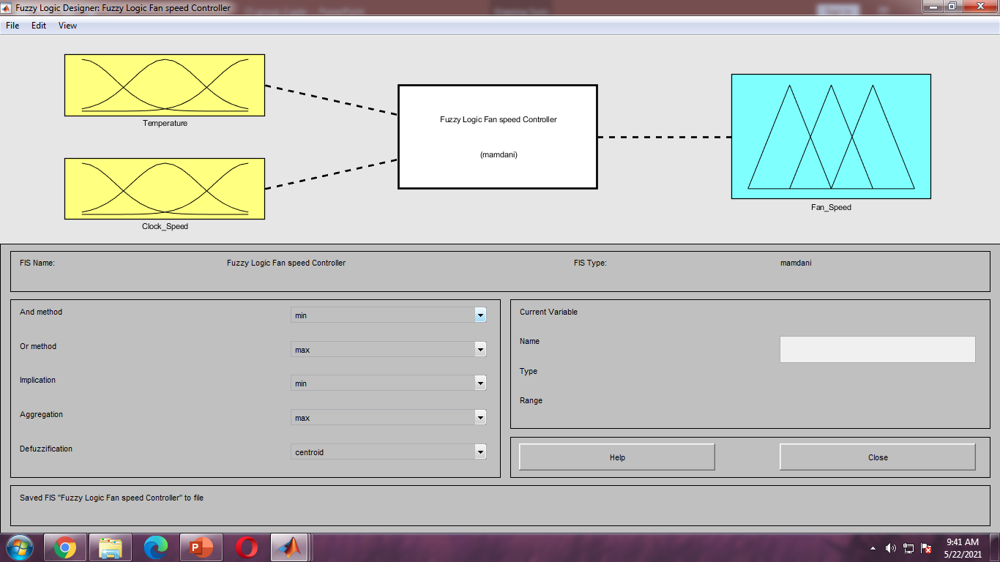 Fuzzy Logic Designer: Fuzzy Logic Fan speed Controller
File Edit View
Temperature
Clock_Speed
Fuzzy Logic Fan speed Controller
(mamdani)
Fan_Speed
FIS Name: Fuzzy Logic Fan speed Controller FIS Type: mamdani
And method min
Or method max
Implication min
Aggregation max
Defuzzification centroid
Current Variable
Name
Type
Range
Help Close
Saved FIS "Fuzzy Logic Fan speed Controller" to file
9:41 AM
5/22/2021